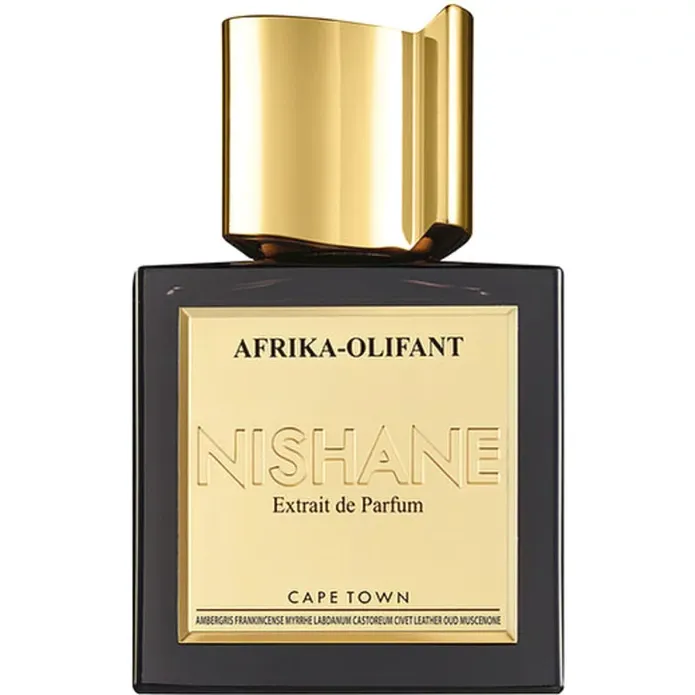 AFRIKA-OLIFANT
NISHANE
Extrait de Parfum
CAPE TOWN
AMBERGRIS FRANKINCENSE MYRRHE LABDANUM CASTOREUM CIVET LEATHER OUD MUSCENONE